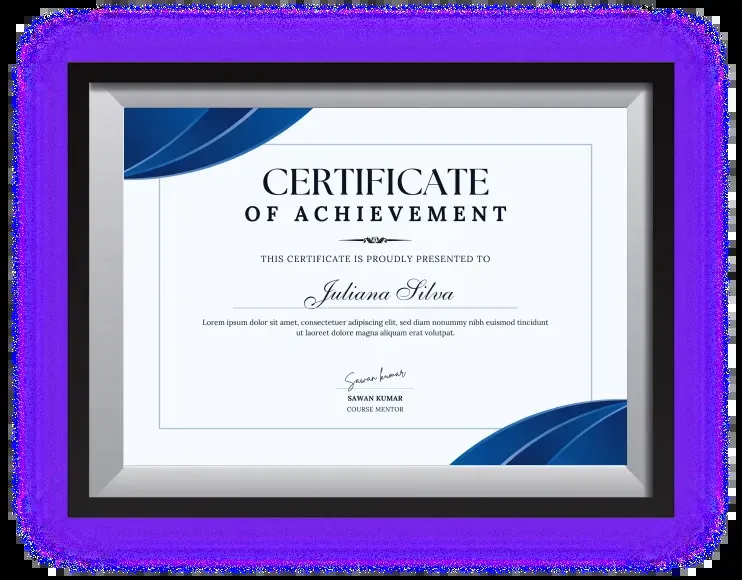 CERTIFICATE
OF ACHIEVEMENT
THIS CERTIFICATE IS PROUDLY PRESENTED TO
Juliana Silva
Lorem ipsum dolor sit amet, consectetuer adipiscing elit, sed diam nonummy nibh euismod tincidunt
ut laoreet dolore magna aliquam erat volutpat.
Sawan kumar
SAWAN KUMAR
COURSE MENTOR